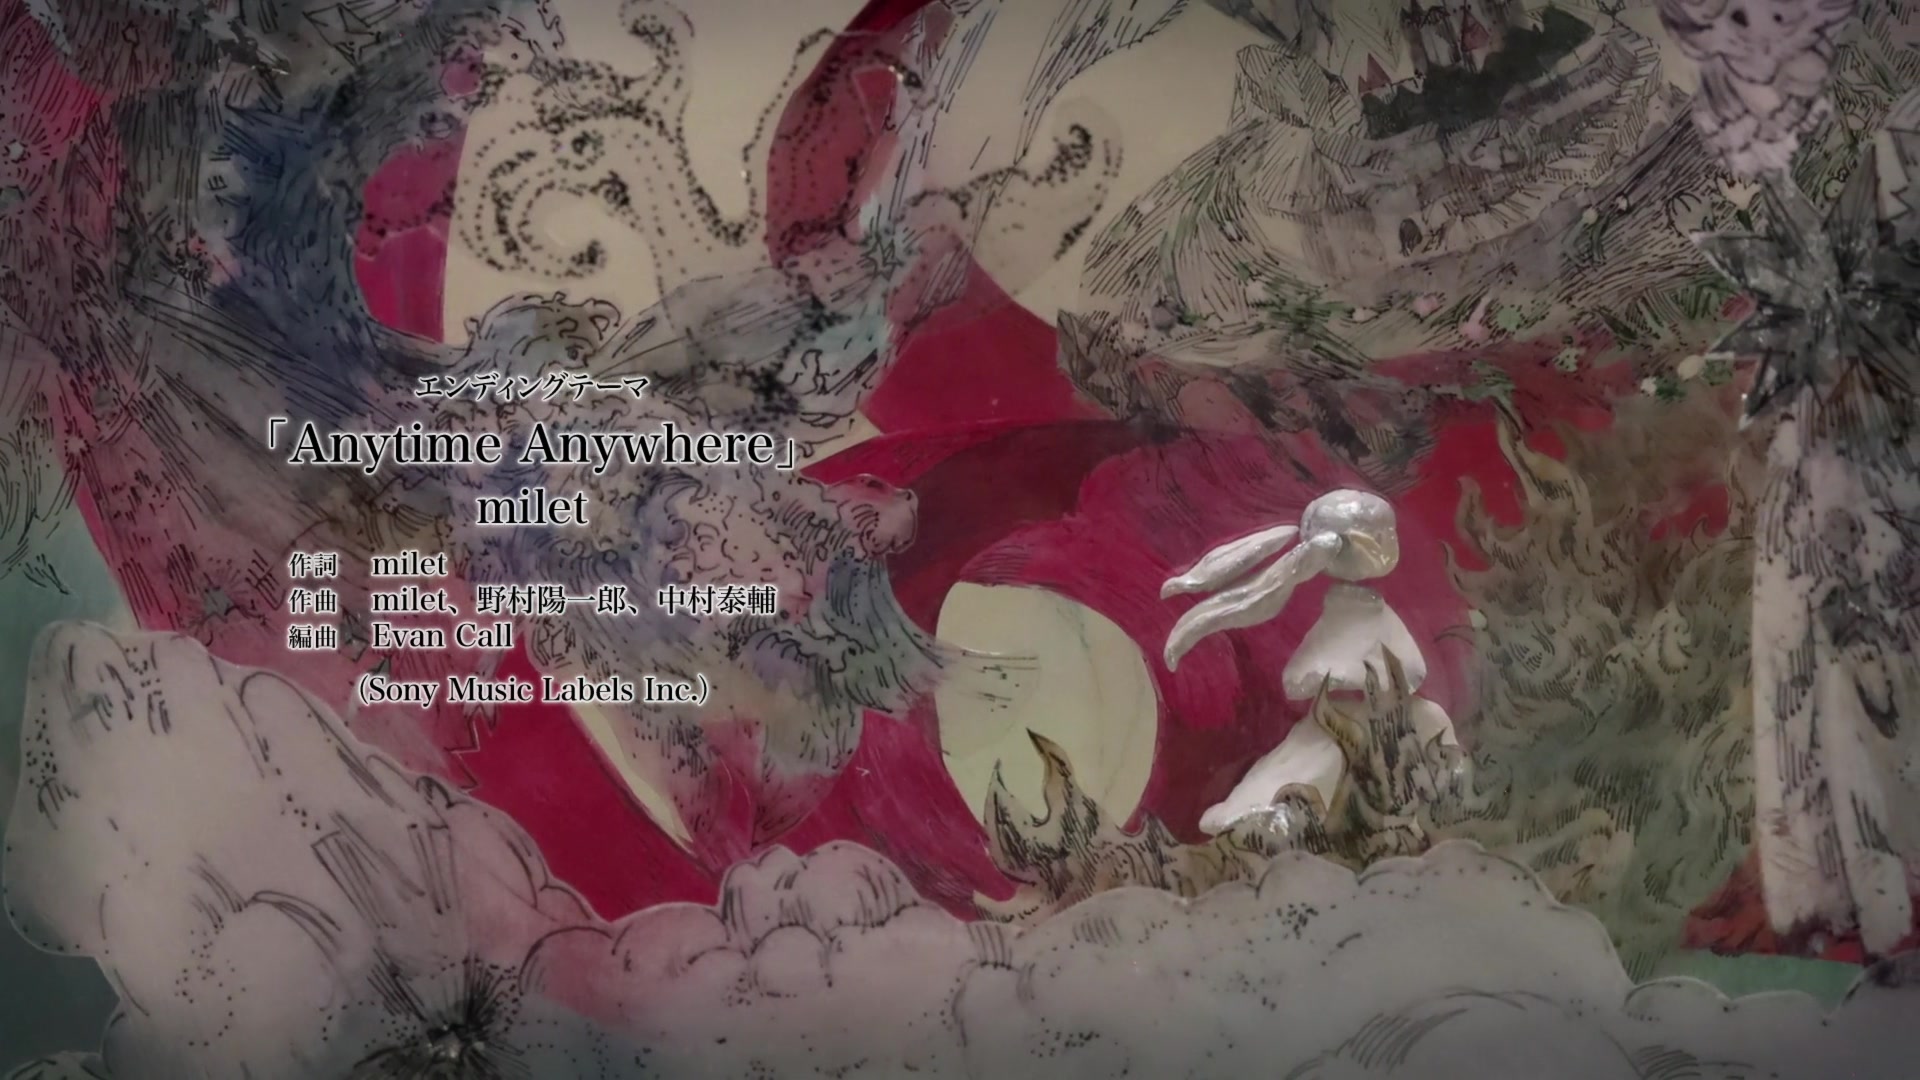 エンディングテーマ
「Anytime Anywhere」
milet
作詞 milet
作曲 milet、野村陽一郎、中村泰輔
編曲 Evan Call
(Sony Music Labels Inc.)